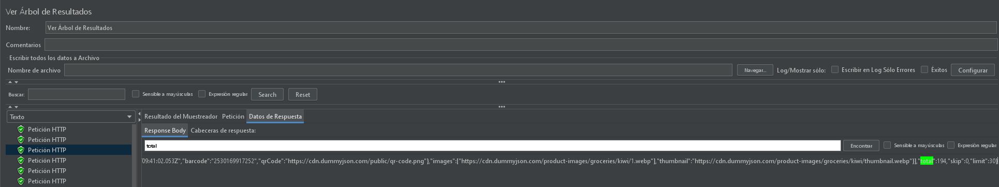 Ver Árbol de Resultados
Nombre: Ver Árbol de Resultados
Comentarios
Escribir todos los datos a Archivo
Nombre de archivo Navegar... Log/Mostrar sólo: Escribir en Log Sólo Errores Éxitos Configurar
Buscar: Sensible a mayúsculas Expresión regular Search Reset
Texto Resultado del Muestreador Petición Datos de Respuesta
Petición HTTP Response Body Cabeceras de respuesta:
Petición HTTP
Petición HTTP total Encontrar Sensible a mayúsculas Expresión regular
Petición HTTP 09:41:02.053Z","barcode":"2530169917252","qrCode":"https://cdn.dummyjson.com/public/qr-code.png"},"images":["https://cdn.dummyjson.com/product-images/groceries/kiwi/1.webp"],"thumbnail":"https://cdn.dummyjson.com/product-images/groceries/kiwi/thumbnail.webp"}],"total":194,"skip":0,"limit":30}
Petición HTTP
Petición HTTP